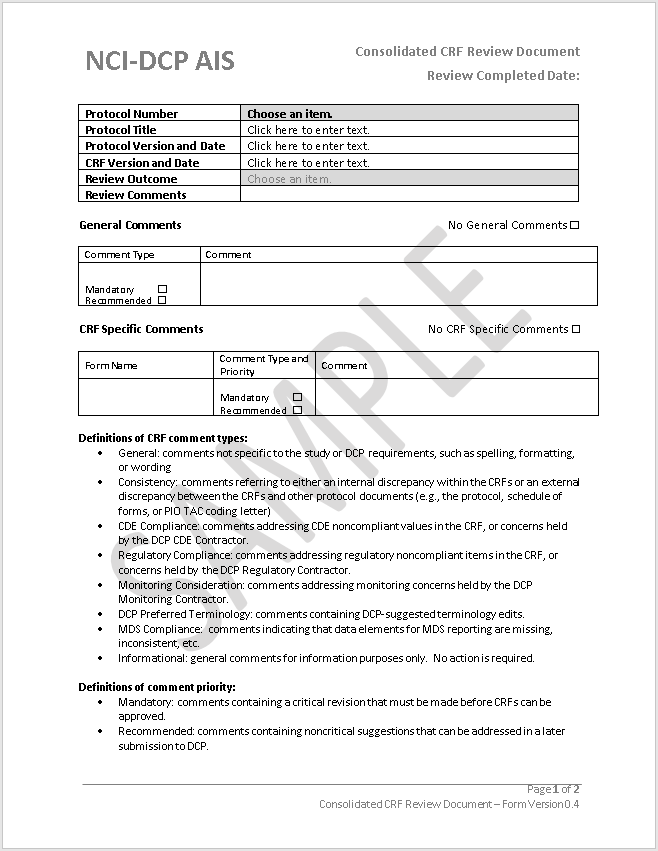 NCI-DCP AIS
Consolidated CRF Review Document
Review Completed Date:
Protocol Number Choose an item.
Protocol Title Click here to enter text.
Protocol Version and Date Click here to enter text.
CRF Version and Date Click here to enter text.
Review Outcome Choose an item.
Review Comments
General Comments No General Comments ☐
Comment Type Comment
Mandatory ☐
Recommended ☐
CRF Specific Comments No CRF Specific Comments ☐
Form Name Comment Type and Priority Comment
Mandatory ☐
Recommended ☐
Definitions of CRF comment types:
• General: comments not specific to the study or DCP requirements, such as spelling, formatting,
or wording
• Consistency: comments referring to either an internal discrepancy within the CRFs or an external
discrepancy between the CRFs and other protocol documents (e.g., the protocol, schedule of
forms, or PIO TAC coding letter)
• CDE Compliance: comments addressing CDE noncompliant values in the CRF, or concerns held
by the DCP CDE Contractor.
• Regulatory Compliance: comments addressing regulatory noncompliant items in the CRF, or
concerns held by the DCP Regulatory Contractor.
• Monitoring Consideration: comments addressing monitoring concerns held by the DCP
Monitoring Contractor.
• DCP Preferred Terminology: comments containing DCP-suggested terminology edits.
• MDS Compliance: comments indicating that data elements for MDS reporting are missing,
inconsistent, etc.
• Informational: general comments for information purposes only. No action is required.
Definitions of comment priority:
• Mandatory: comments containing a critical revision that must be made before CRFs can be
approved.
• Recommended: comments containing noncritical suggestions that can be addressed in a later
submission to DCP.
Page 1 of 2
Consolidated CRF Review Document – Form Version 0.4
SAMPLE